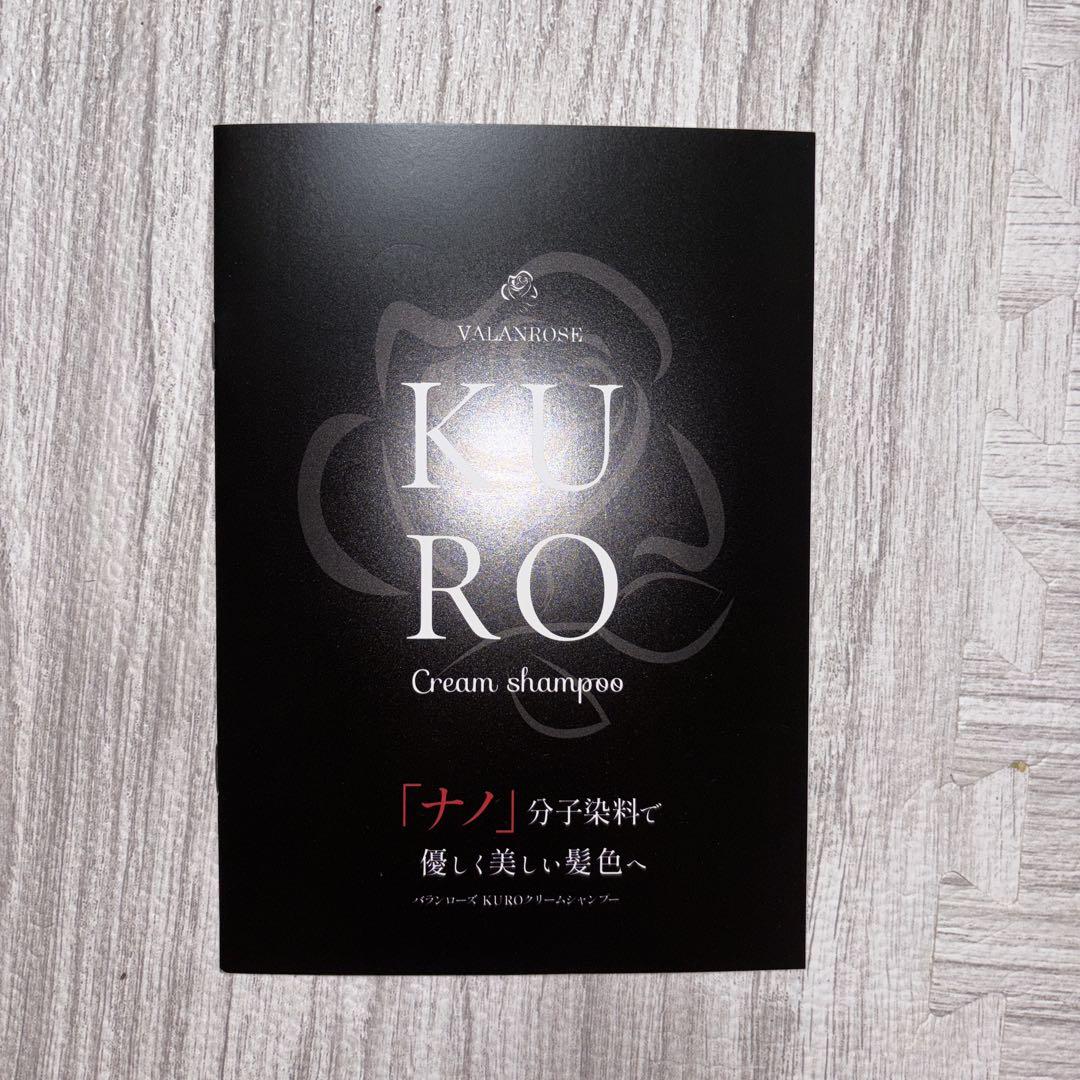 VALANROSE
KU
RO
Cream shampoo
「ナノ」分子染料で
優しく美しい髪色へ
バランローズ KUROクリームシャンプー